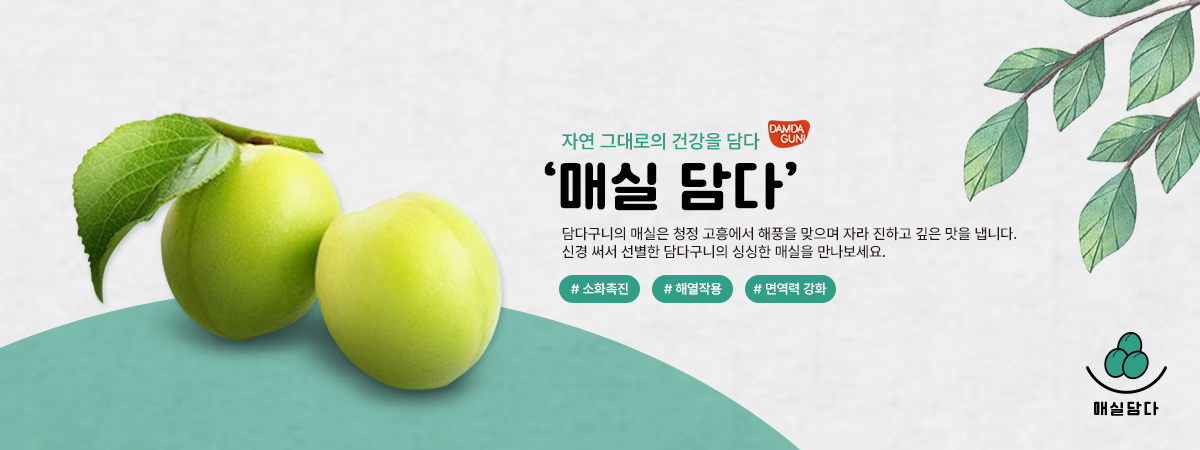 자연 그대로의 건강을 담다
DAMDA
GUNI
‘매실 담다’
담다구니의 매실은 청정 고흥에서 해풍을 맞으며 자라 진하고 깊은 맛을 냅니다.
신경 써서 선별한 담다구니의 싱싱한 매실을 만나보세요.
# 소화촉진
# 해열작용
# 면역력 강화
매실담다